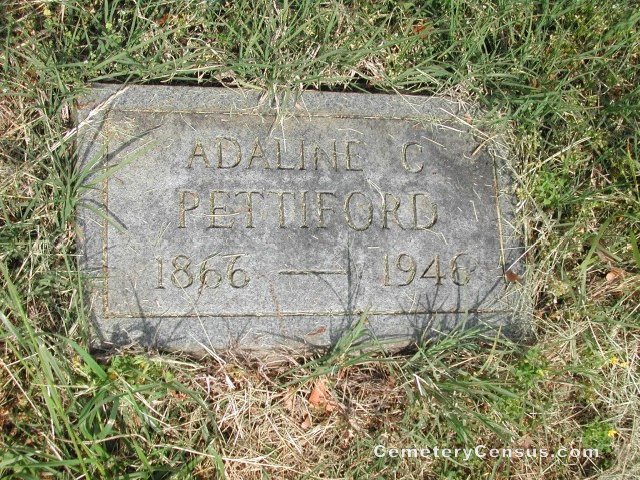 ADALINE C
PETTIFORD
1866 — 1946
CemeteryCensus.com